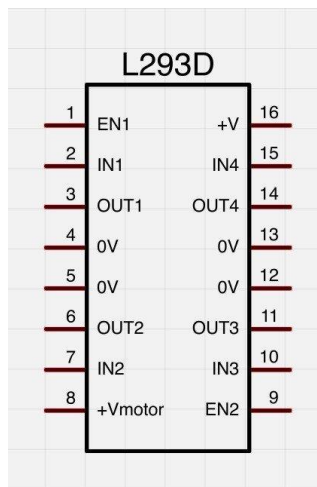 L293D
1 EN1 +V 16
2 IN1 IN4 15
3 OUT1 OUT4 14
4 0V 0V 13
5 0V 0V 12
6 OUT2 OUT3 11
7 IN2 IN3 10
8 +Vmotor EN2 9